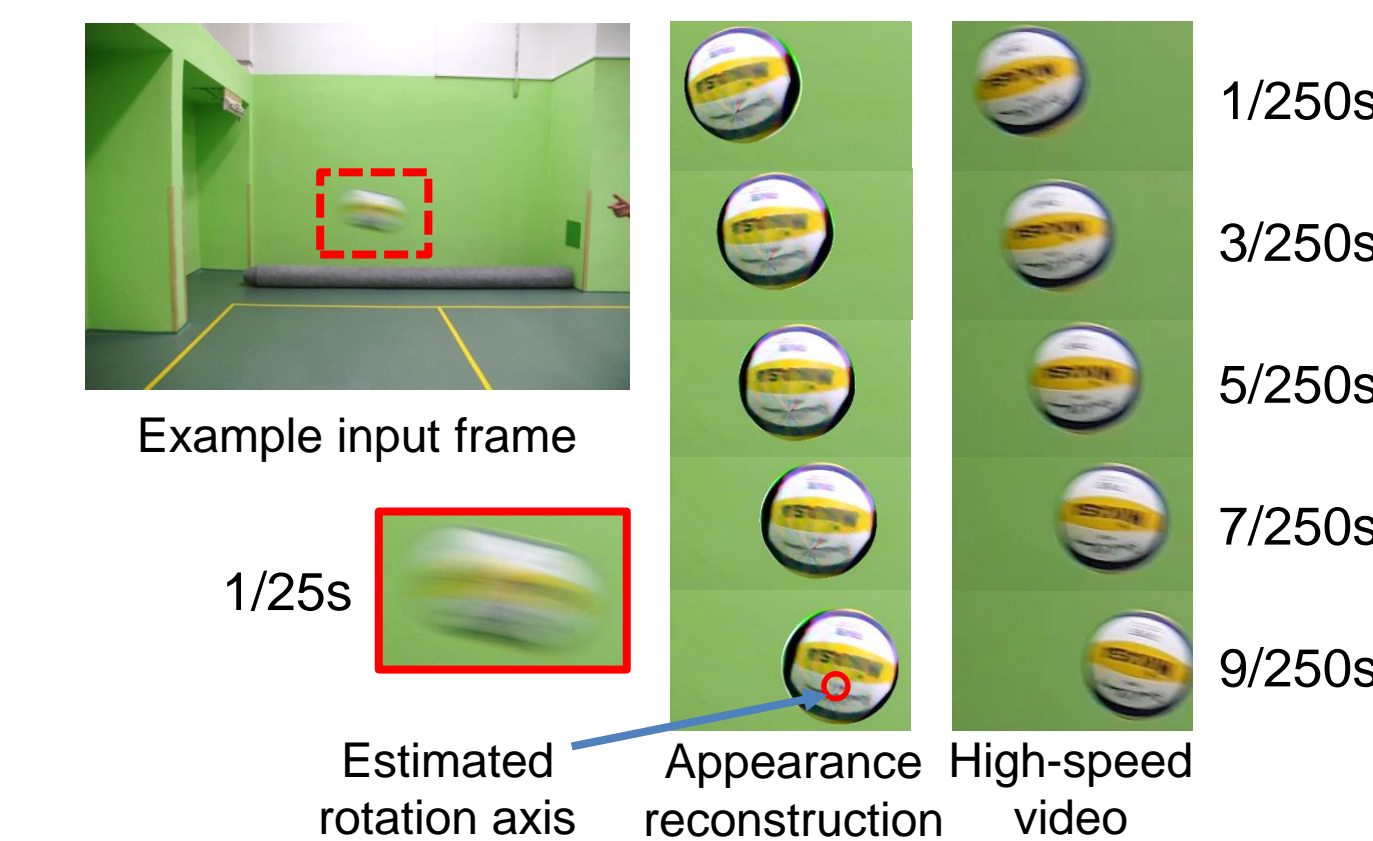 Example input frame
1/25s
Estimated
rotation axis
Appearance
reconstruction
High-speed
video
1/250s
3/250s
5/250s
7/250s
9/250s